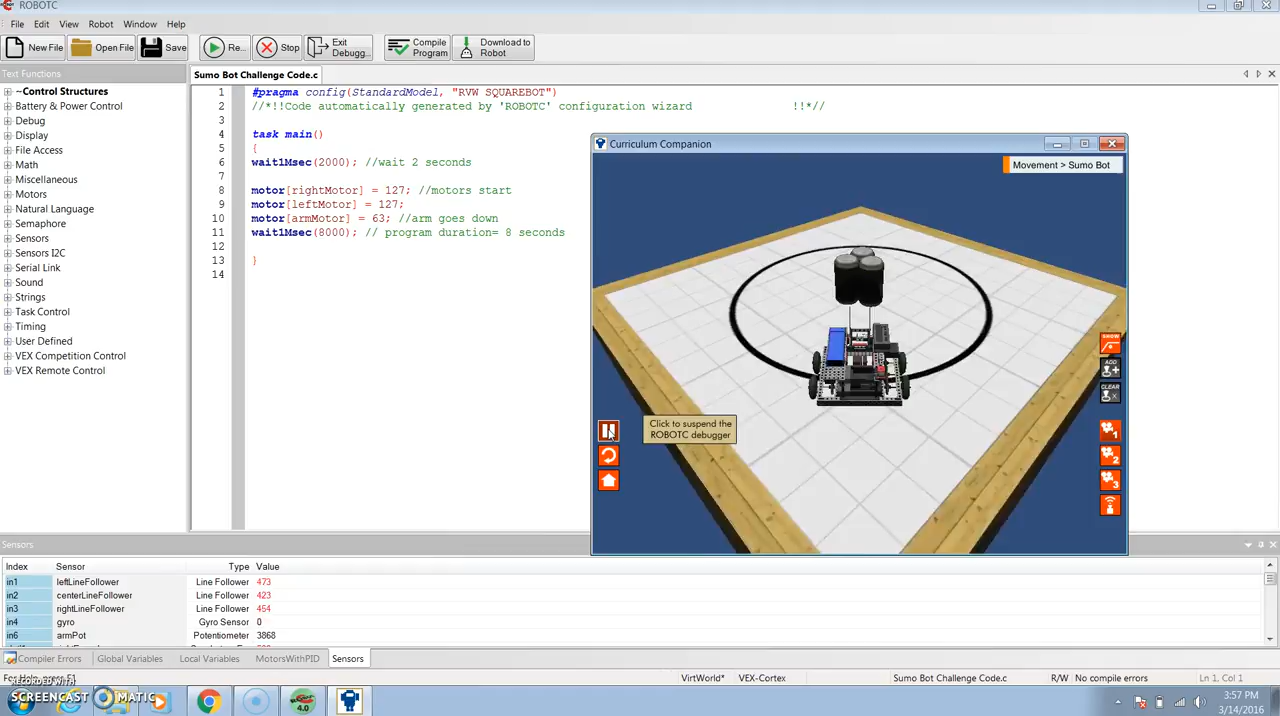 ROBOTC
File Edit View Robot Window Help
New File Open File Save Re... Stop Exit Debugg... Compile Program Download to Robot
Text Functions
Sumo Bot Challenge Code.c
~Control Structures
Battery & Power Control
Debug
Display
File Access
Math
Miscellaneous
Motors
Natural Language
Semaphore
Sensors
Sensors I2C
Serial Link
Sound
Strings
Task Control
Timing
User Defined
VEX Competition Control
VEX Remote Control
1 #pragma config(StandardModel, "RVW SQUAREBOT")
2 //*!!Code automatically generated by 'ROBOTC' configuration wizard !!*//
3
4 task main()
5 {
6 wait1Msec(2000); //wait 2 seconds
7
8 motor[rightMotor] = 127; //motors start
9 motor[leftMotor] = 127;
10 motor[armMotor] = 63; //arm goes down
11 wait1Msec(8000); // program duration= 8 seconds
12
13 }
14
Curriculum Companion
Movement > Sumo Bot
SHOW
ADD
CLEAR
1
2
3
Click to suspend the
ROBOTC debugger
Sensors
Index Sensor Type Value
in1 leftLineFollower Line Follower 473
in2 centerLineFollower Line Follower 423
in3 rightLineFollower Line Follower 454
in4 gyro Gyro Sensor 0
in6 armPot Potentiometer 3868
Compiler Errors Global Variables Local Variables MotorsWithPID Sensors
VirtWorld* VEX-Cortex Sumo Bot Challenge Code.c R/W No compile errors Ln 1, Col 1
RECORDED WITH
SCREENCAST MATIC
4.0
3:57 PM
3/14/2016